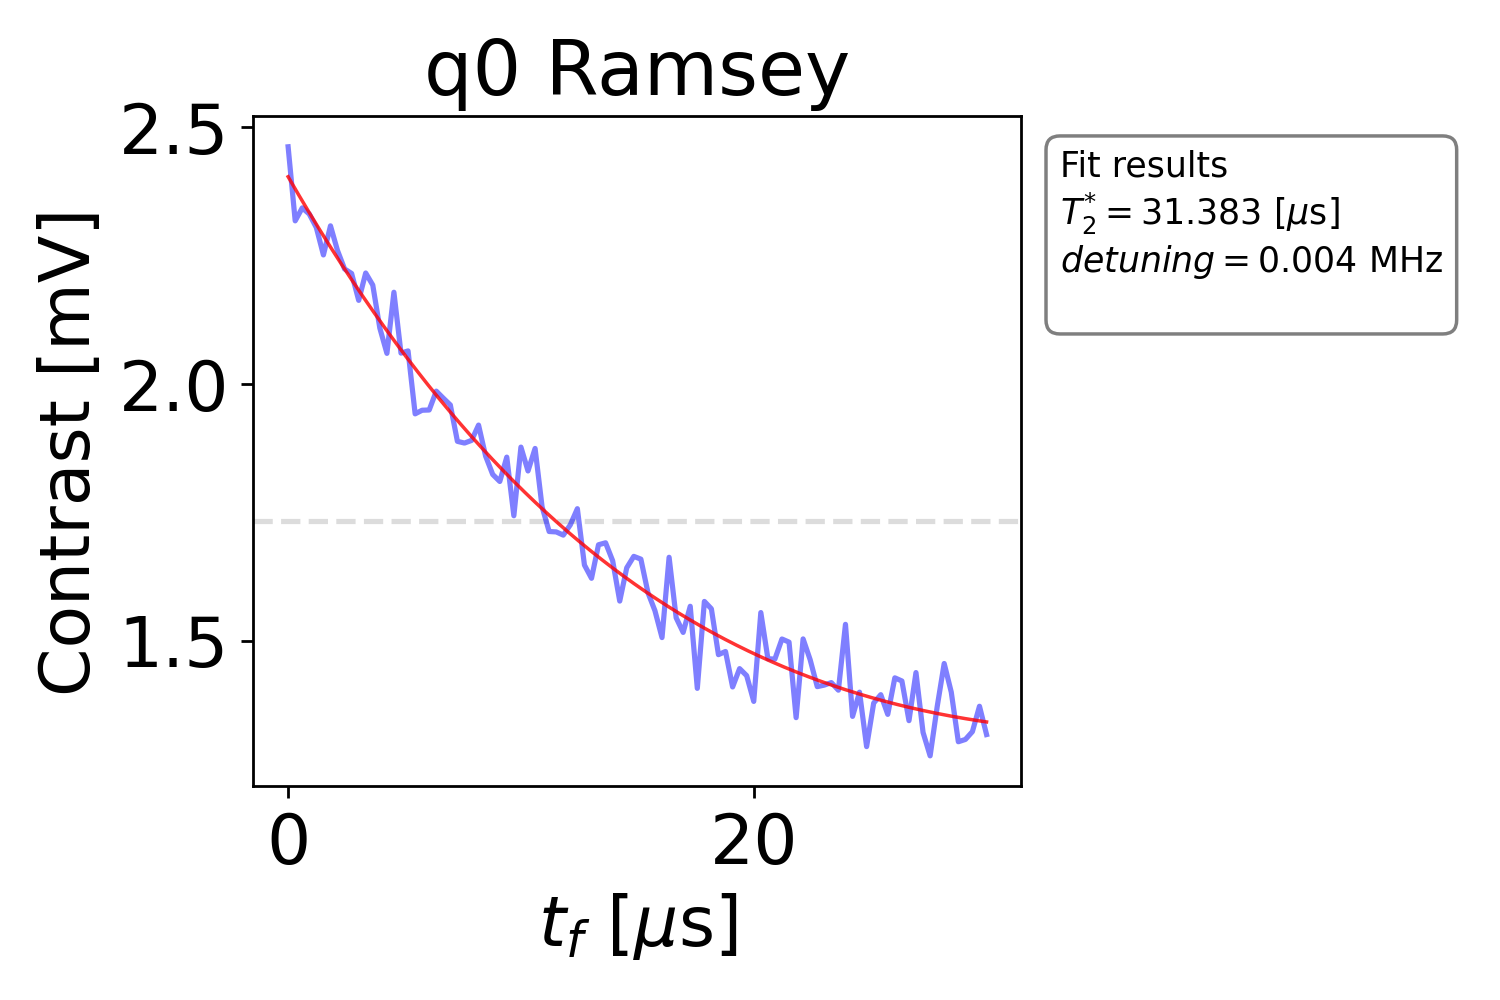 q0 Ramsey
Contrast [mV]
2.5
2.0
1.5
0
20
t_f [μs]
Fit results
T_2^* = 31.383 [μs]
detuning = 0.004 MHz